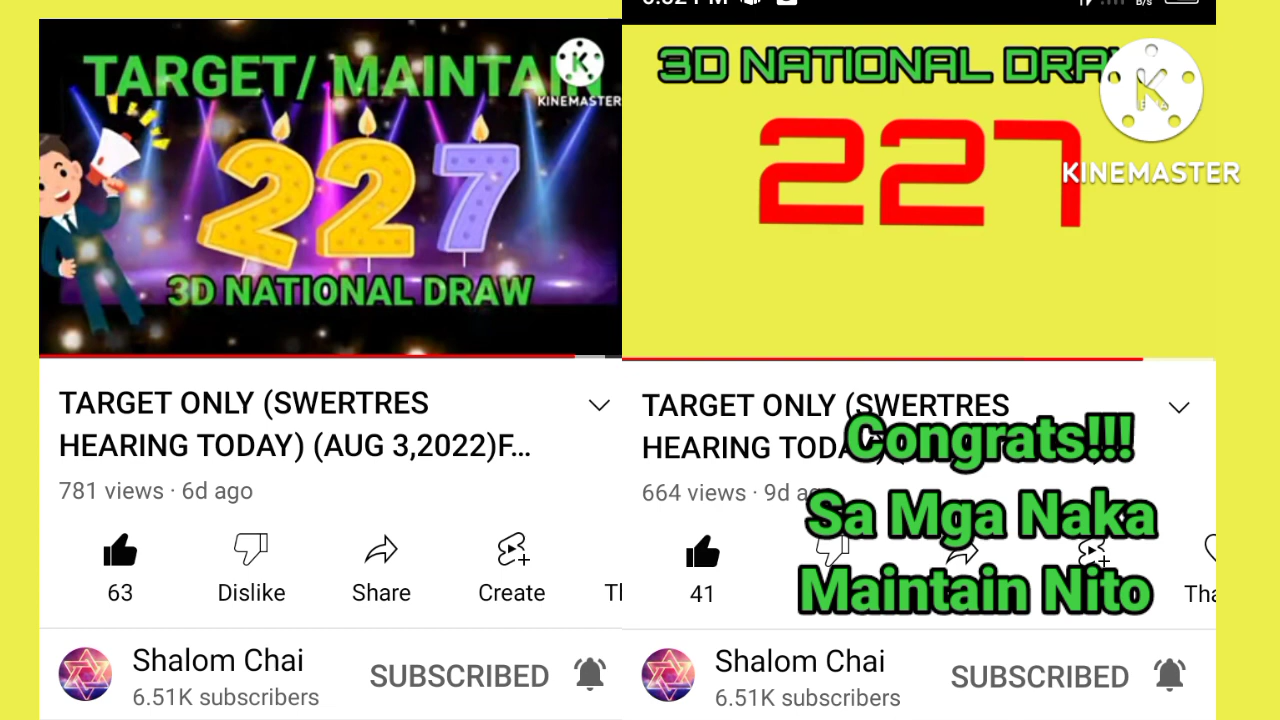 TARGET/ MAINTAIN
KINEMASTER
227
3D NATIONAL DRAW
TARGET ONLY (SWERTRES
HEARING TODAY) (AUG 3,2022)F...
781 views · 6d ago
63
Dislike
Share
Create
Shalom Chai
6.51K subscribers
SUBSCRIBED
B/S
3D NATIONAL DRA
KINEMASTER
227
TARGET ONLY (SWERTRES
HEARING TODA
Congrats!!!
664 views · 9d ago
Sa Mga Naka
Maintain Nito
41
Shalom Chai
6.51K subscribers
SUBSCRIBED